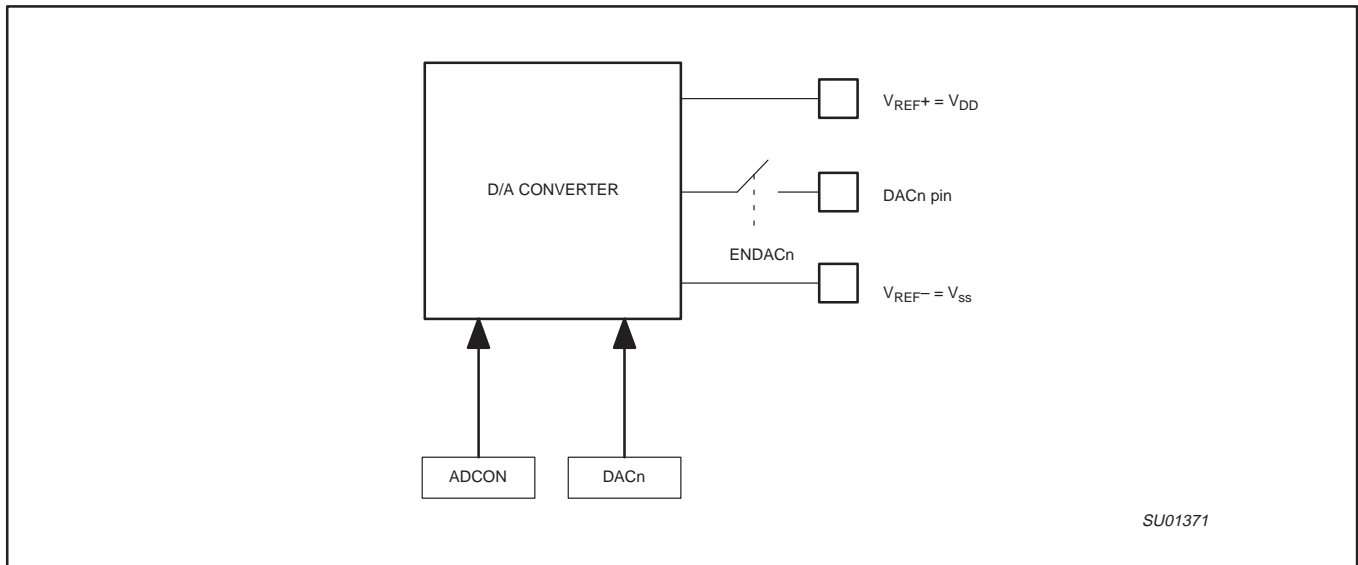 V_REF+ = V_DD
D/A CONVERTER
DACn pin
ENDACn
V_REF– = V_ss
ADCON
DACn
SU01371